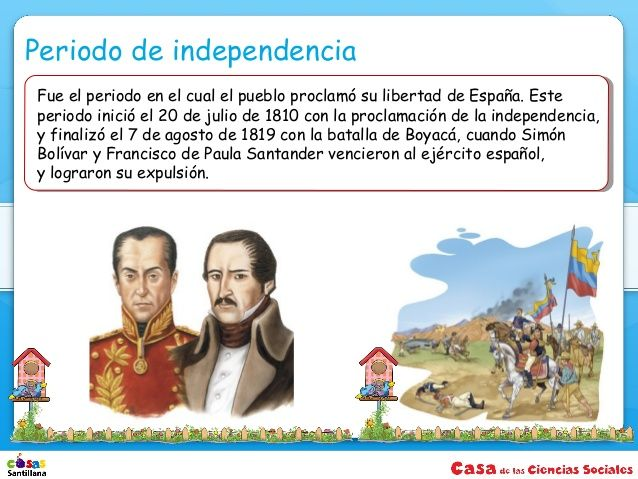 Periodo de independencia
Fue el periodo en el cual el pueblo proclamó su libertad de España. Este
periodo inició el 20 de julio de 1810 con la proclamación de la independencia,
y finalizó el 7 de agosto de 1819 con la batalla de Boyacá, cuando Simón
Bolívar y Francisco de Paula Santander vencieron al ejército español,
y lograron su expulsión.
Cosas
Santillana
Casa de las Ciencias Sociales